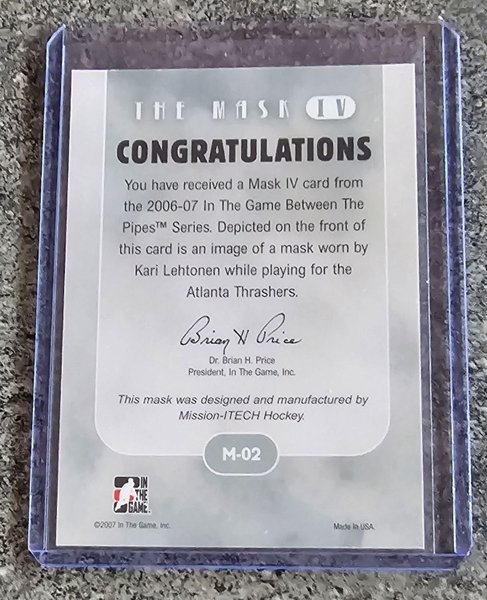 THE MASK IV
CONGRATULATIONS
You have received a Mask IV card from
the 2006-07 In The Game Between The
Pipes™ Series. Depicted on the front of
this card is an image of a mask worn by
Kari Lehtonen while playing for the
Atlanta Thrashers.
Brian H Price
Dr. Brian H. Price
President, In The Game, Inc.
This mask was designed and manufactured by
Mission-ITECH Hockey.
M-02
IN
THE
GAME
©2007 In The Game, Inc.
Made In USA.